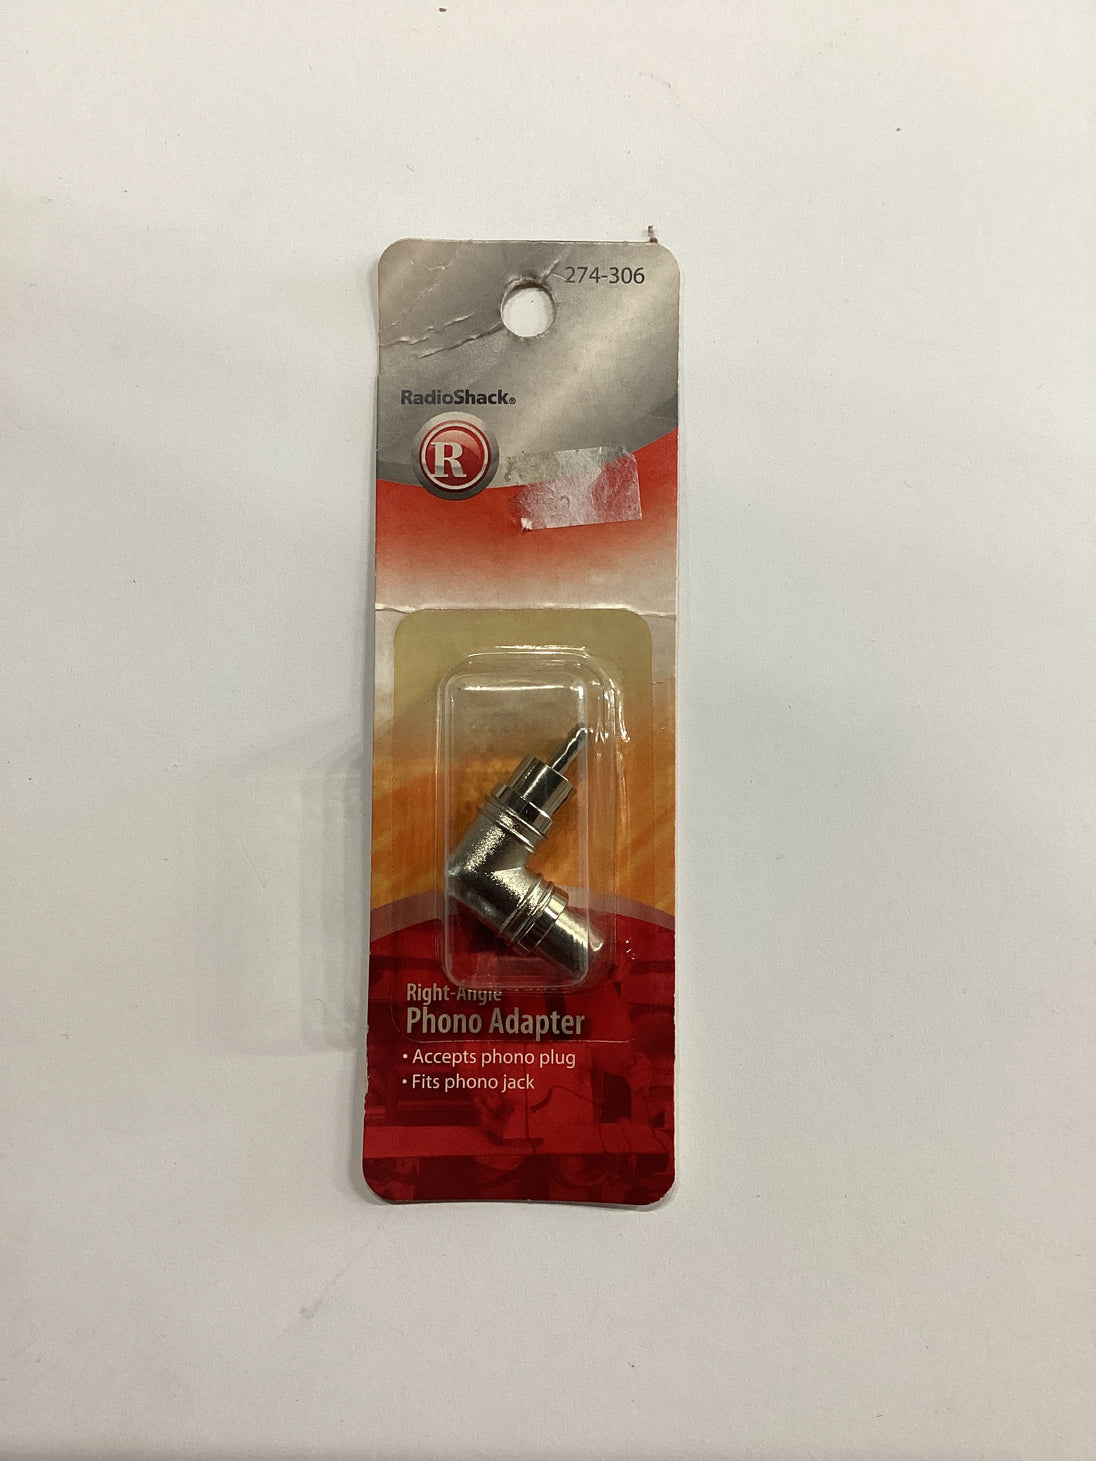 274-306
RadioShack®
R
Right-Angle
Phono Adapter
• Accepts phono plug
• Fits phono jack